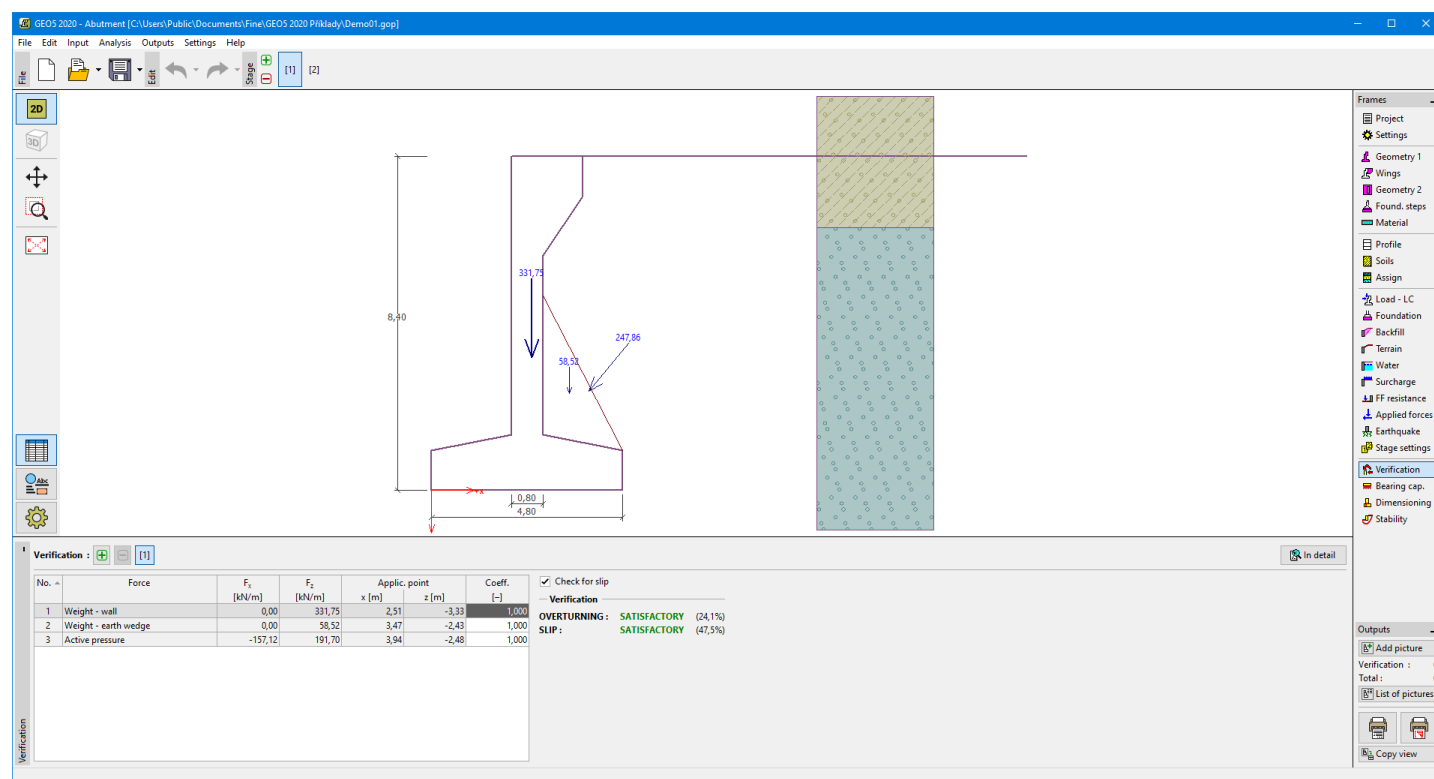 GEO5 2020 - Abutment [C:\Users\Public\Documents\Fine\GEO5 2020 Příklady\Demo01.gop]
File Edit Input Analysis Outputs Settings Help
File
Edit
Stage
[1] [2]
2D
3D
8,40
331,75
58,52
247,86
+x
0,80
4,80
Frames
Project
Settings
Geometry 1
Wings
Geometry 2
Found. steps
Material
Profile
Soils
Assign
Load - LC
Foundation
Backfill
Terrain
Water
Surcharge
FF resistance
Applied forces
Earthquake
Stage settings
Verification
Bearing cap.
Dimensioning
Stability
Abc
Verification : [1]
In detail
No. Force Fx Fz Applic. point Coeff.
[kN/m] [kN/m] x [m] z [m] [–]
1 Weight - wall 0,00 331,75 2,51 -3,33 1,000
2 Weight - earth wedge 0,00 58,52 3,47 -2,43 1,000
3 Active pressure -157,12 191,70 3,94 -2,48 1,000
Check for slip
Verification
OVERTURNING : SATISFACTORY (24,1%)
SLIP : SATISFACTORY (47,5%)
Verification
Outputs
Add picture
Verification :
Total :
List of pictures
Copy view